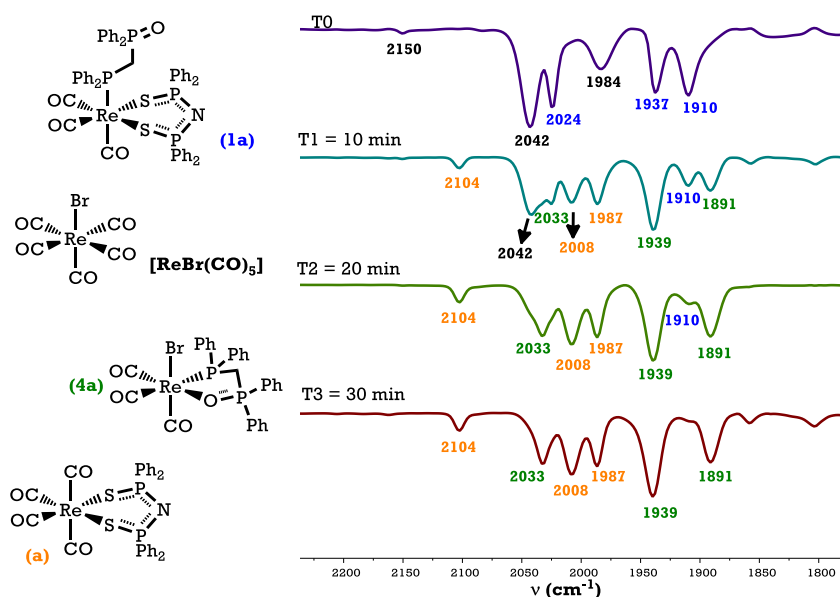 Ph₂P=O
Ph₂P
Ph₂
OC
S
P
Re
N
OC
S
P
CO
Ph₂
(1a)
Br
OC
CO
Re
OC
CO
CO
[ReBr(CO)₅]
Ph
Ph
Br
P
OC
Ph
(4a)
Re
OC
O
P
CO
Ph
CO
Ph₂
OC
S
P
Re
N
OC
S
P
CO
Ph₂
(a)
T0
2150
2042
2024
1984
1937
1910
T1 = 10 min
2104
2042
2033
2008
1987
1939
1910
1891
T2 = 20 min
2104
2033
2008
1987
1939
1910
1891
T3 = 30 min
2104
2033
2008
1987
1939
1891
2200 2150 2100 2050 2000 1950 1900 1850 1800
ν (cm⁻¹)